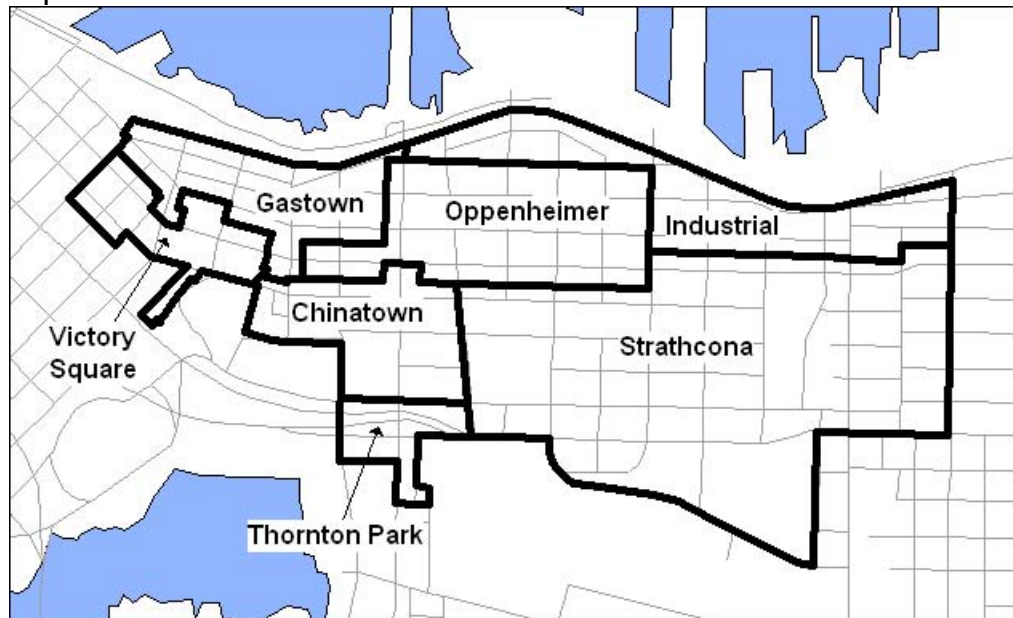 Gastown
Oppenheimer
Industrial
Chinatown
Victory
Square
Strathcona
Thornton Park